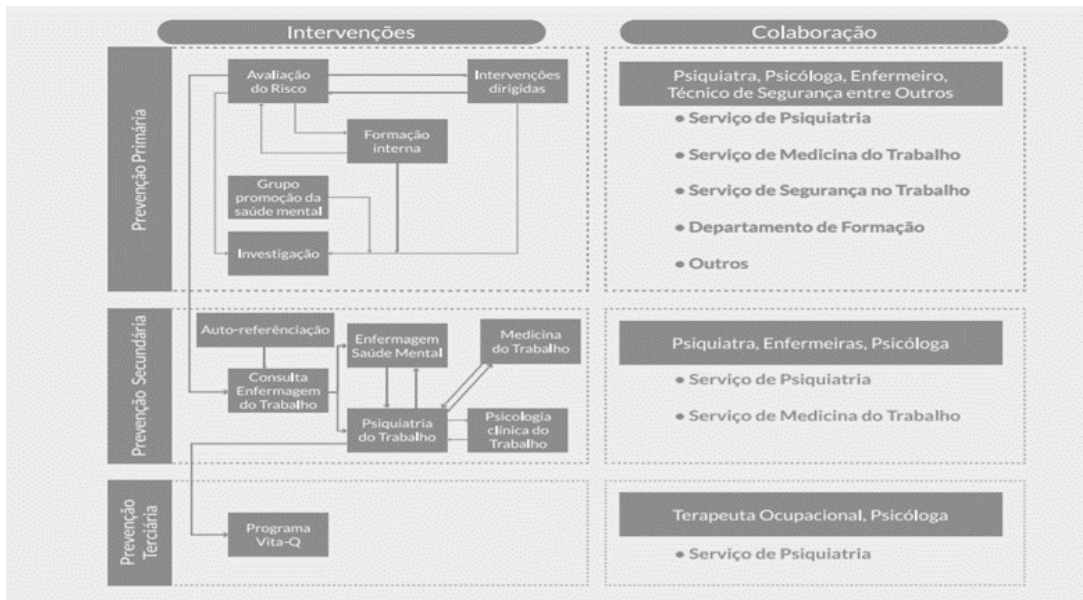 Intervenções
Colaboração
Prevenção Primária
Avaliação
do Risco
Intervenções
dirigidas
Formação
interna
Grupo
promoção da
saúde mental
Investigação
Psiquiatra, Psicóloga, Enfermeiro,
Técnico de Segurança entre Outros
• Serviço de Psiquiatria
• Serviço de Medicina do Trabalho
• Serviço de Segurança no Trabalho
• Departamento de Formação
• Outros
Prevenção Secundária
Auto-referênciação
Consulta
Enfermagem
do Trabalho
Enfermagem
Saúde Mental
Medicina
do Trabalho
Psiquiatria
do Trabalho
Psicologia
clínica do
Trabalho
Psiquiatra, Enfermeiras, Psicóloga
• Serviço de Psiquiatria
• Serviço de Medicina do Trabalho
Prevenção
Terciária
Programa
Vita-Q
Terapeuta Ocupacional, Psicóloga
• Serviço de Psiquiatria